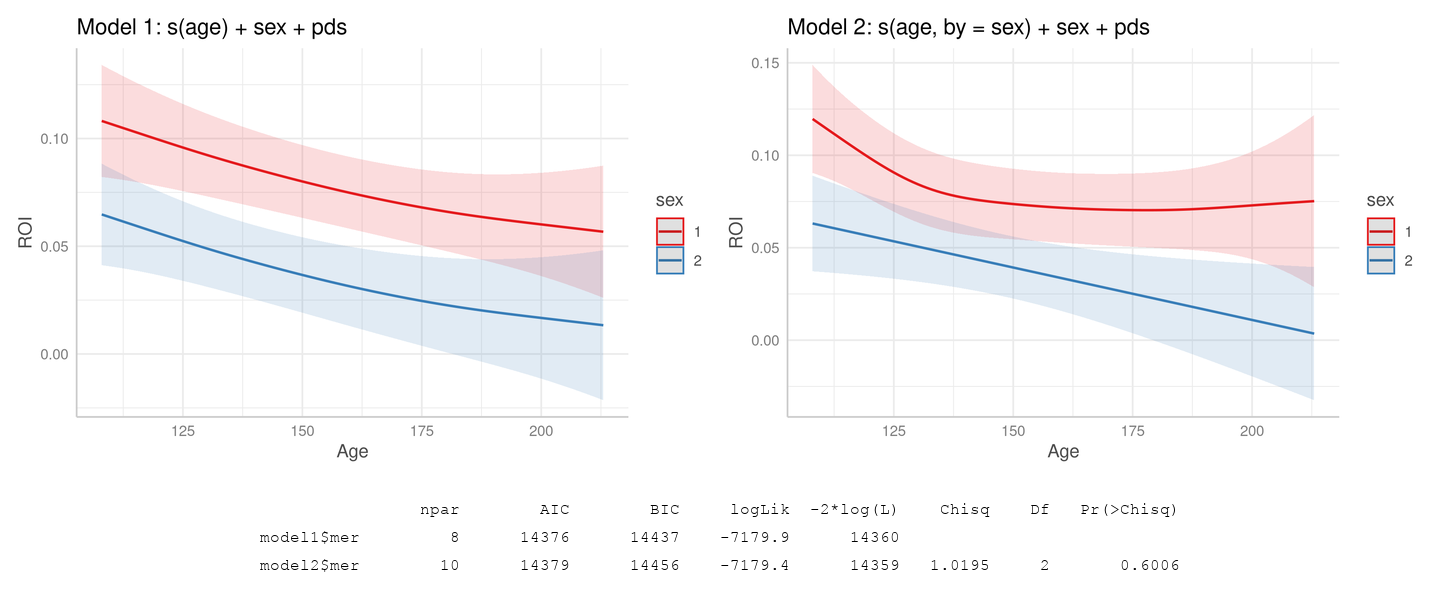 Model 1: s(age) + sex + pds
0.10
0.05
0.00
ROI
125 150 175 200
Age
sex
1
2
Model 2: s(age, by = sex) + sex + pds
0.15
0.10
0.05
0.00
ROI
125 150 175 200
Age
sex
1
2
npar AIC BIC logLik -2*log(L) Chisq Df Pr(>Chisq)
model1$mer 8 14376 14437 -7179.9 14360
model2$mer 10 14379 14456 -7179.4 14359 1.0195 2 0.6006